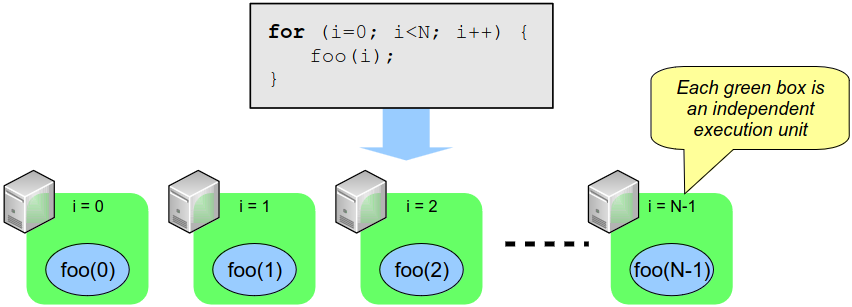 for (i=0; i<N; i++) {
foo(i);
}
Each green box is
an independent
execution unit
i = 0
i = 1
i = 2
i = N-1
foo(0)
foo(1)
foo(2)
foo(N-1)